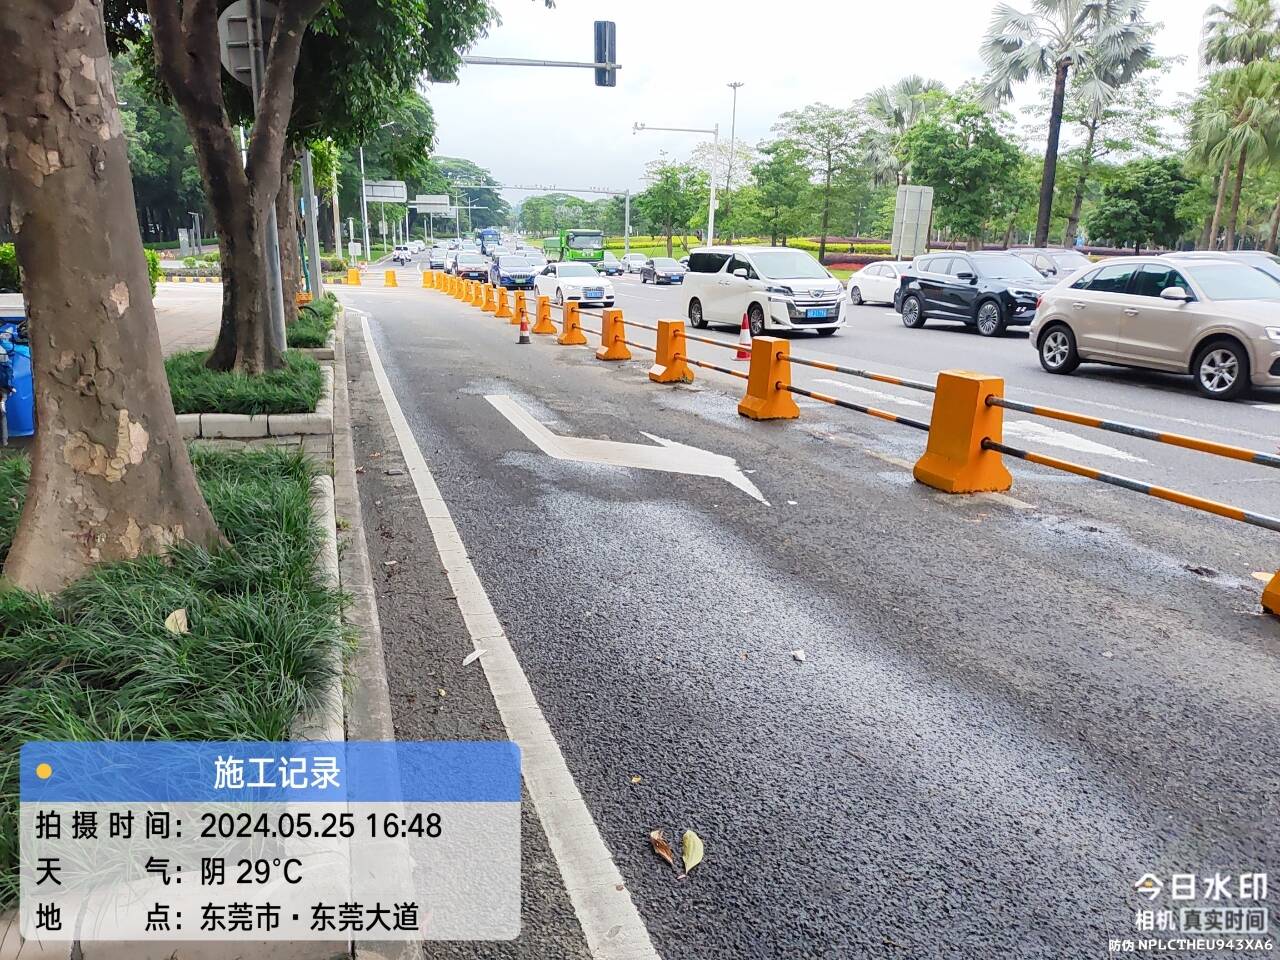 施工记录
拍摄时间：2024.05.25 16:48
天气：阴 29°C
地点：东莞市·东莞大道
今日水印
相机 真实时间
防伪 NPLCTHEU943XA6